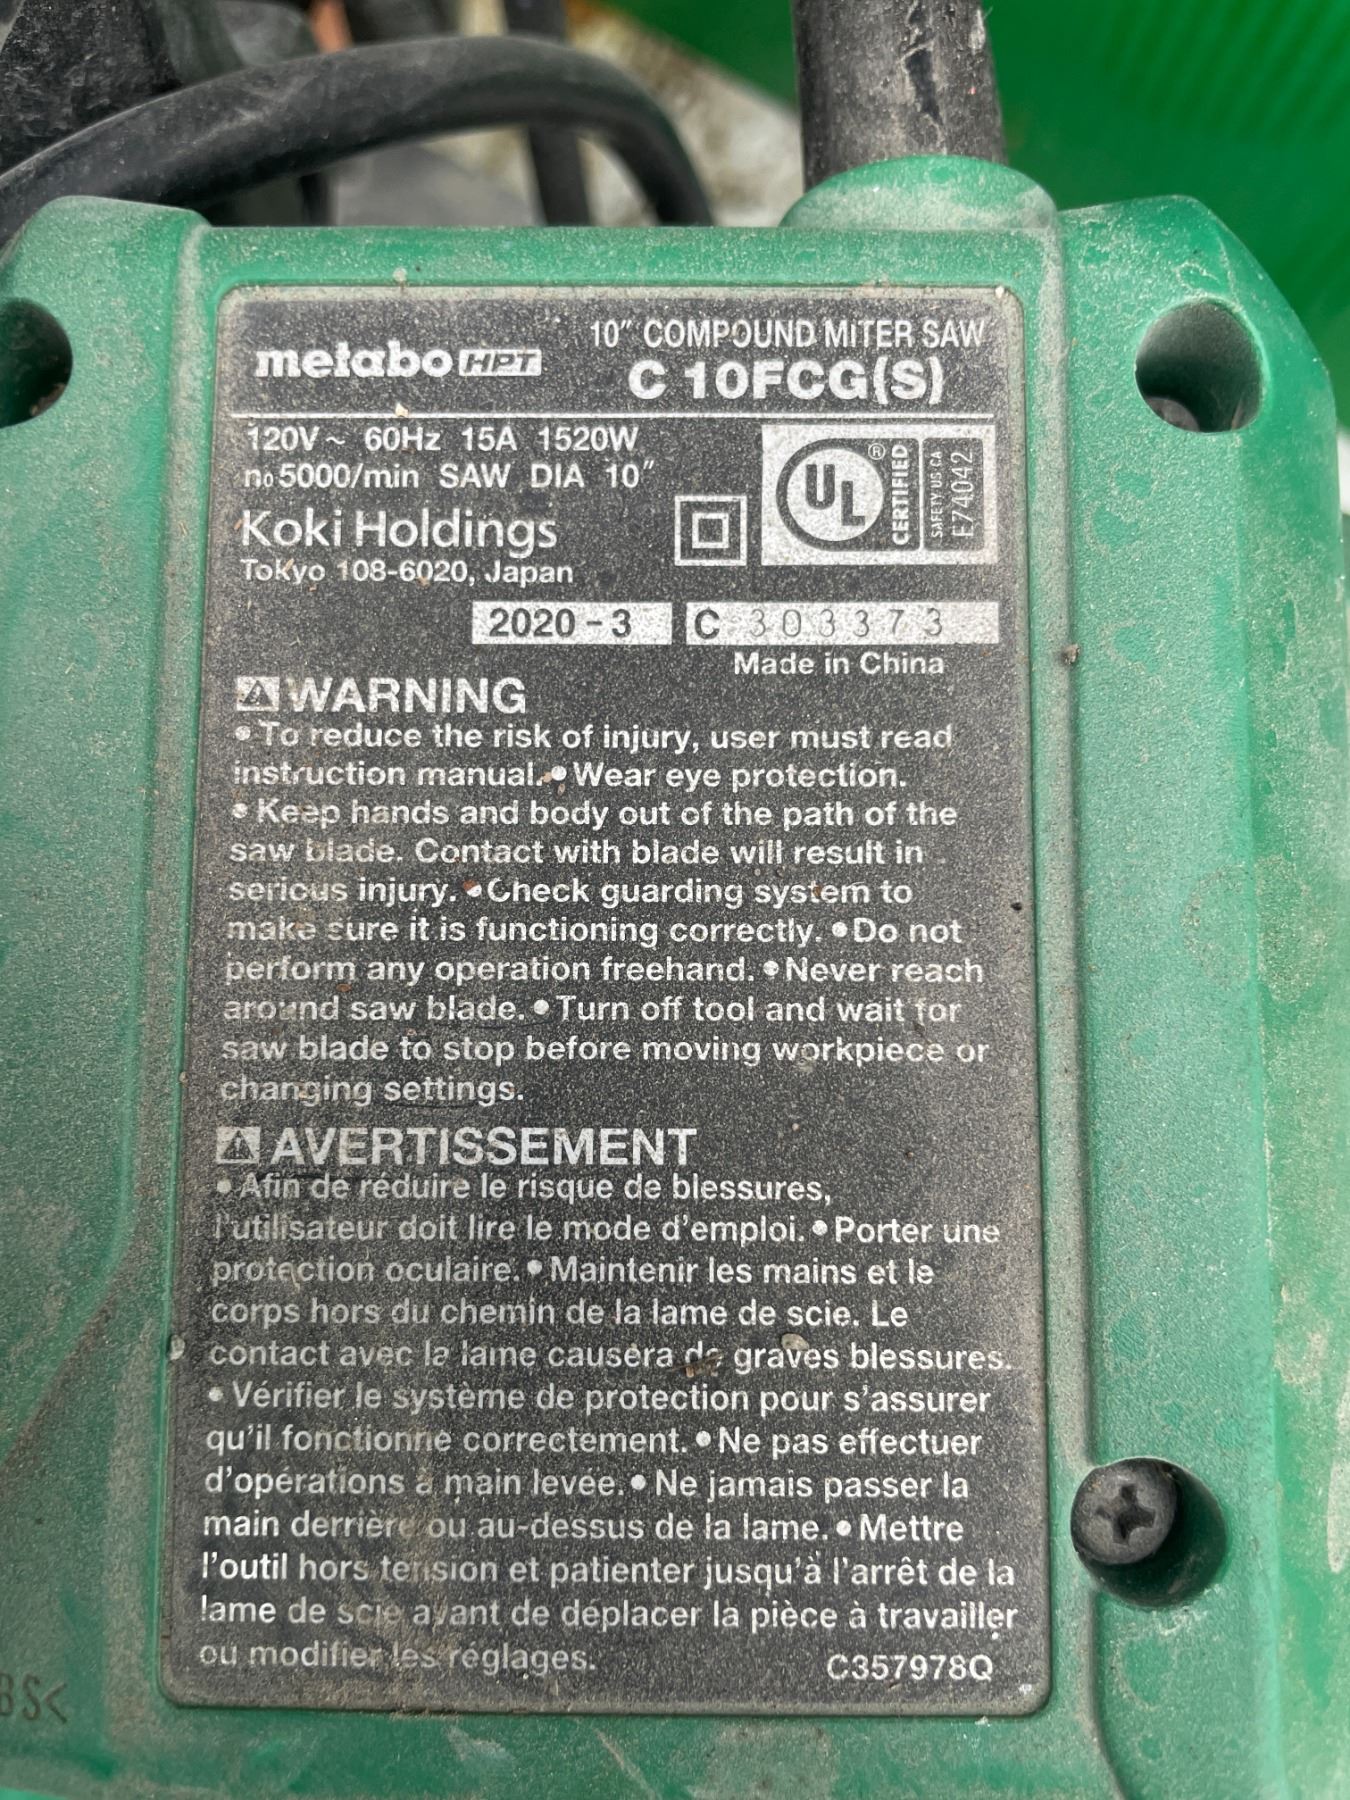 10" COMPOUND MITER SAW
metabo HPT
C 10FCG(S)
120V~ 60Hz 15A 1520W
n₀5000/min SAW DIA 10"
UL ® CERTIFIED
SAFETY US CA
E74042
Koki Holdings
Tokyo 108-6020, Japan
2020-3 C 303373
Made in China
⚠WARNING
•To reduce the risk of injury, user must read
instruction manual. •Wear eye protection.
•Keep hands and body out of the path of the
saw blade. Contact with blade will result in
serious injury. •Check guarding system to
make sure it is functioning correctly. •Do not
perform any operation freehand. •Never reach
around saw blade. •Turn off tool and wait for
saw blade to stop before moving workpiece or
changing settings.
⚠AVERTISSEMENT
•Afin de réduire le risque de blessures,
l'utilisateur doit lire le mode d'emploi. •Porter une
protection oculaire. •Maintenir les mains et le
corps hors du chemin de la lame de scie. Le
contact avec la lame causera de graves blessures.
•Vérifier le système de protection pour s'assurer
qu'il fonctionne correctement. •Ne pas effectuer
d'opérations à main levée. •Ne jamais passer la
main derrière ou au-dessus de la lame. •Mettre
l'outil hors tension et patienter jusqu'à l'arrêt de la
lame de scie ayant de déplacer la pièce à travailler
ou modifier les réglages.
C357978Q
BS<